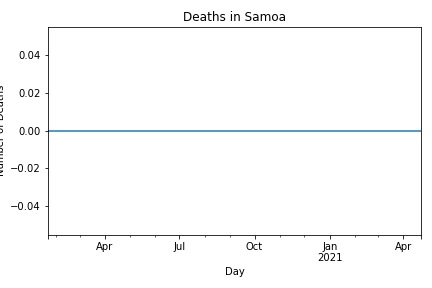 Deaths in Samoa
Number of Deaths
0.04
0.02
0.00
−0.02
−0.04
Apr
Jul
Oct
Jan
2021
Apr
Day